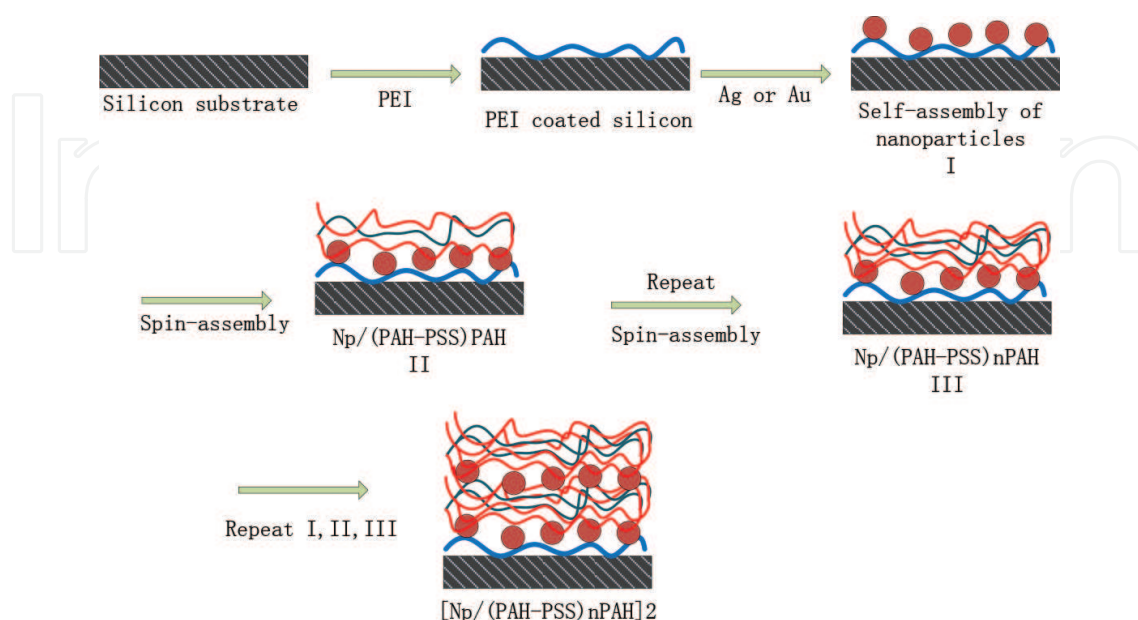 Silicon substrate
PEI
PEI coated silicon
Ag or Au
Self-assembly of
nanoparticles
I
Spin-assembly
Np/(PAH-PSS)PAH
II
Repeat
Spin-assembly
Np/(PAH-PSS)nPAH
III
Repeat I,II,III
[Np/(PAH-PSS)nPAH]2